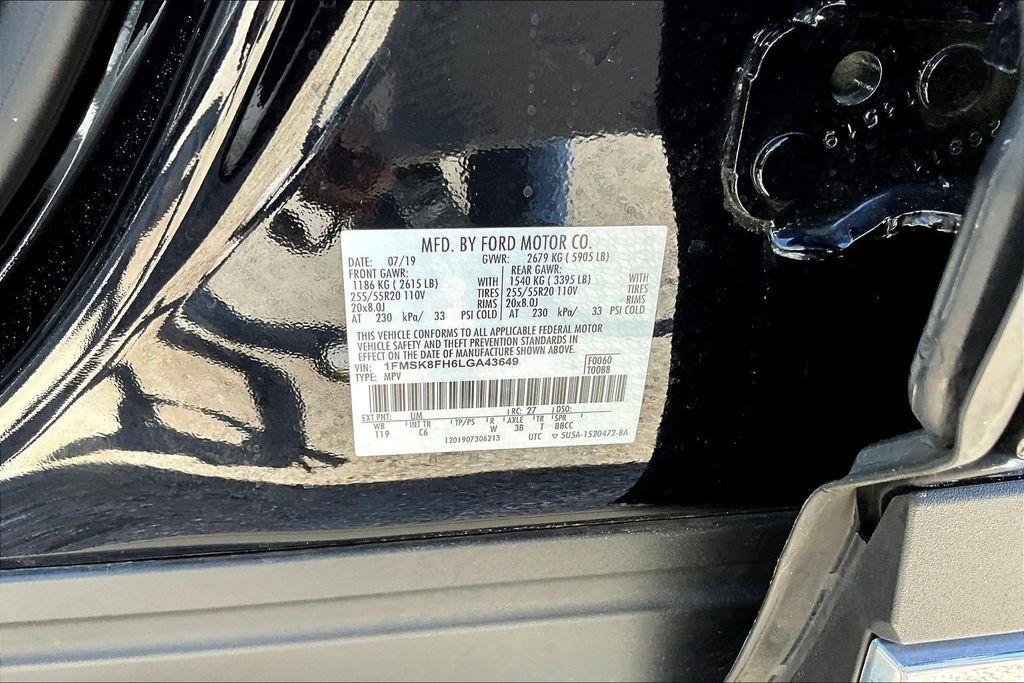 MFD. BY FORD MOTOR CO.
DATE: 07/19 GVWR: 2679 KG ( 5905 LB)
FRONT GAWR: REAR GAWR:
1186 KG ( 2615 LB) WITH 1540 KG ( 3395 LB) WITH
255/55R20 110V TIRES 255/55R20 110V TIRES
20x8.0J RIMS 20x8.0J RIMS
AT 230 kPa/ 33 PSI COLD AT 230 kPa/ 33 PSI COLD
THIS VEHICLE CONFORMS TO ALL APPLICABLE FEDERAL MOTOR
VEHICLE SAFETY AND THEFT PREVENTION STANDARDS IN
EFFECT ON THE DATE OF MANUFACTURE SHOWN ABOVE.
VIN: 1FMSK8FH6LGA43649 F0060
TYPE: MPV T0088
EXT PNT: UM RC: 27 DSO:
WB INT TR TP/PS R AXLE TR SPR
119 C6 W 3B T BBCC
1201907306213 UTC ▽ 5U5A-1520472-BA
1519